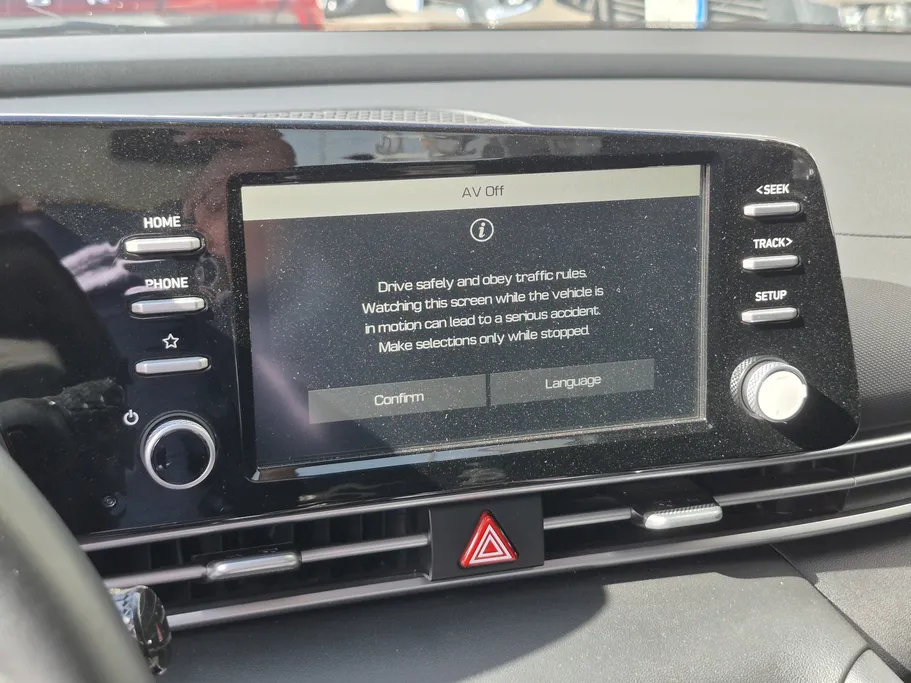 AV Off
HOME
PHONE
<SEEK
TRACK>
SETUP
i
Drive safely and obey traffic rules.
Watching this screen while the vehicle is
in motion can lead to a serious accident.
Make selections only while stopped.
Confirm
Language